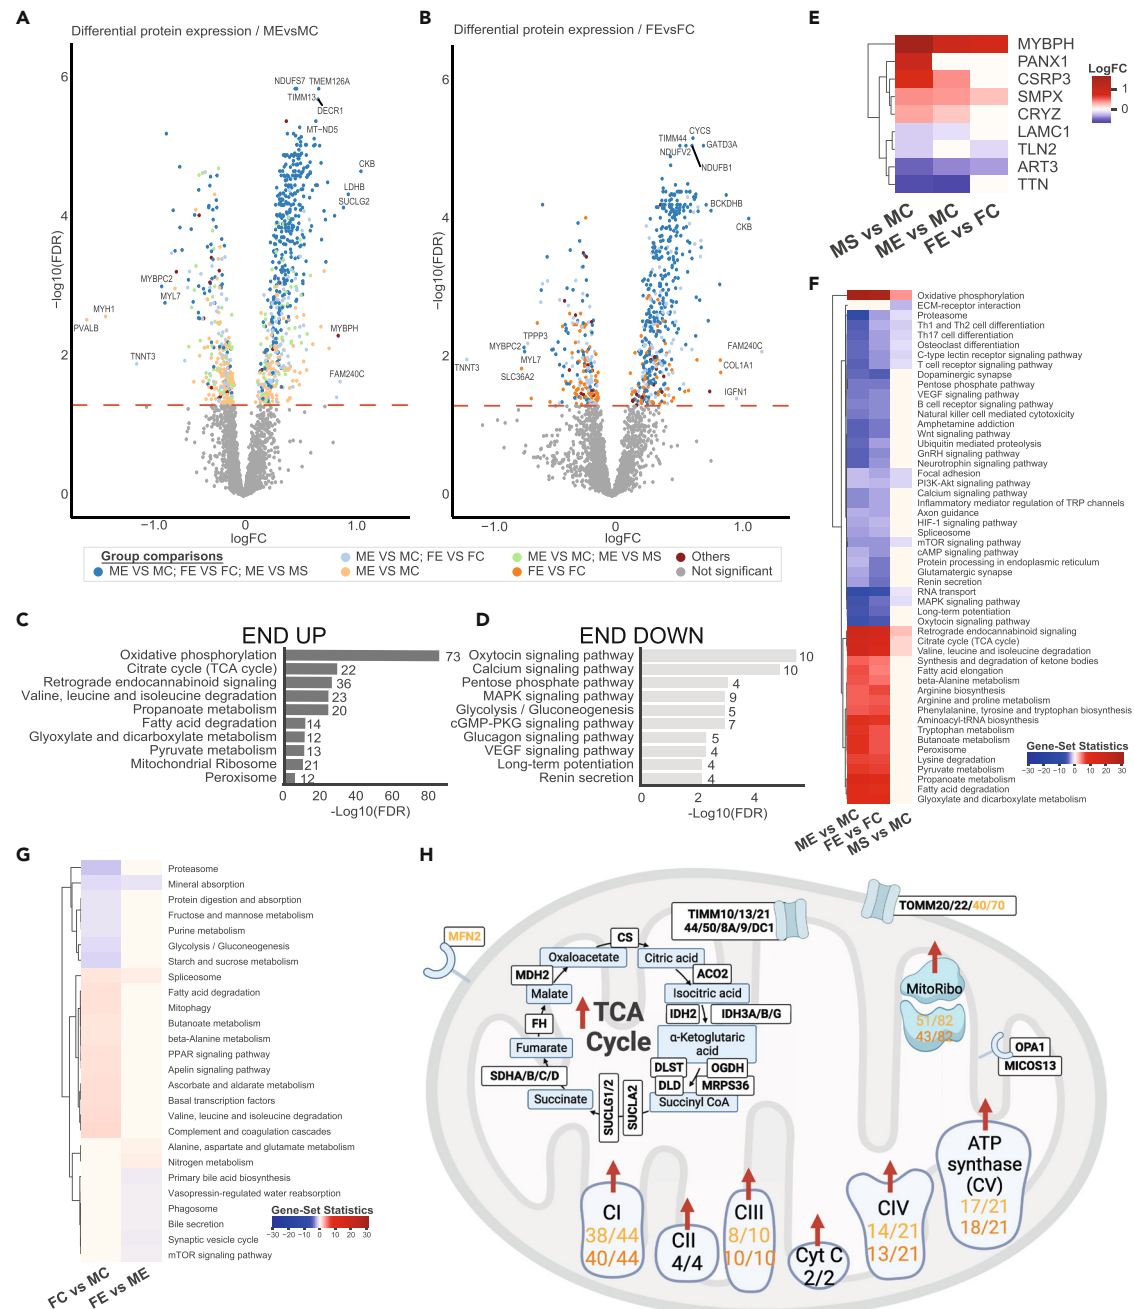 A
Differential protein expression / MEvsMC
6
4
2
0
−log10(FDR)
NDUFS7
TMEM126A
TIMM13
DECR1
MT−ND5
CKB
LDHB
SUCLG2
MYBPC2
MYL7
MYH1
PVALB
TNNT3
MYBPH
FAM240C
−1.0
0
1.0
logFC
B
Differential protein expression / FEvsFC
6
4
2
0
−log10(FDR)
CYCS
TIMM44
GATD3A
NDUFV2
NDUFB1
BCKDHB
CKB
TPPP3
MYBPC2
MYL7
TNNT3
SLC36A2
FAM240C
COL1A1
IGFN1
−1.0
0
1.0
logFC
Group comparisons
ME VS MC; FE VS FC; ME VS MS
ME VS MC; FE VS FC
ME VS MC
ME VS MC; ME VS MS
FE VS FC
Others
Not significant
C
END UP
Oxidative phosphorylation 73
Citrate cycle (TCA cycle) 22
Retrograde endocannabinoid signaling 36
Valine, leucine and isoleucine degradation 23
Propanoate metabolism 20
Fatty acid degradation 14
Glyoxylate and dicarboxylate metabolism 12
Pyruvate metabolism 13
Mitochondrial Ribosome 21
Peroxisome 12
0 20 40 60 80
-Log10(FDR)
D
END DOWN
Oxytocin signaling pathway 10
Calcium signaling pathway 10
Pentose phosphate pathway 4
MAPK signaling pathway 9
Glycolysis / Gluconeogenesis 5
cGMP-PKG signaling pathway 7
Glucagon signaling pathway 5
VEGF signaling pathway 4
Long-term potentiation 4
Renin secretion 4
0 2 4
-Log10(FDR)
E
MYBPH
PANX1
CSRP3
SMPX
CRYZ
LAMC1
TLN2
ART3
TTN
LogFC
1
0
MS vs MC
ME vs MC
FE vs FC
F
Oxidative phosphorylation
ECM-receptor interaction
Proteasome
Th1 and Th2 cell differentiation
Th17 cell differentiation
Osteoclast differentiation
C-type lectin receptor signaling pathway
T cell receptor signaling pathway
Dopaminergic synapse
Pentose phosphate pathway
VEGF signaling pathway
B cell receptor signaling pathway
Natural killer cell mediated cytotoxicity
Amphetamine addiction
Wnt signaling pathway
Ubiquitin mediated proteolysis
GnRH signaling pathway
Neurotrophin signaling pathway
Focal adhesion
PI3K-Akt signaling pathway
Calcium signaling pathway
Inflammatory mediator regulation of TRP channels
Axon guidance
HIF-1 signaling pathway
Spliceosome
mTOR signaling pathway
cAMP signaling pathway
Protein processing in endoplasmic reticulum
Glutamatergic synapse
Renin secretion
RNA transport
MAPK signaling pathway
Long-term potentiation
Oxytocin signaling pathway
Retrograde endocannabinoid signaling
Citrate cycle (TCA cycle)
Valine, leucine and isoleucine degradation
Synthesis and degradation of ketone bodies
Fatty acid elongation
beta-Alanine metabolism
Arginine biosynthesis
Arginine and proline metabolism
Phenylalanine, tyrosine and tryptophan biosynthesis
Aminoacyl-tRNA biosynthesis
Tryptophan metabolism
Butanoate metabolism
Peroxisome
Lysine degradation
Pyruvate metabolism
Propanoate metabolism
Fatty acid degradation
Glyoxylate and dicarboxylate metabolism
Gene-Set Statistics
−30 −20 −10 0 10 20 30
ME vs MC
FE vs FC
MS vs MC
G
Proteasome
Mineral absorption
Protein digestion and absorption
Fructose and mannose metabolism
Purine metabolism
Glycolysis / Gluconeogenesis
Starch and sucrose metabolism
Spliceosome
Fatty acid degradation
Mitophagy
Butanoate metabolism
beta-Alanine metabolism
PPAR signaling pathway
Apelin signaling pathway
Ascorbate and aldarate metabolism
Basal transcription factors
Valine, leucine and isoleucine degradation
Complement and coagulation cascades
Alanine, aspartate and glutamate metabolism
Nitrogen metabolism
Primary bile acid biosynthesis
Vasopressin-regulated water reabsorption
Phagosome
Bile secretion
Synaptic vesicle cycle
mTOR signaling pathway
Gene-Set Statistics
−30 −20 −10 0 10 20 30
FC vs MC
FE vs ME
H
MFN2
TIMM10/13/21
44/50/8A/9/DC1
TOMM20/22/40/70
CS
Oxaloacetate
Citric acid
MDH2
ACO2
Malate
Isocitric acid
TCA
Cycle
IDH2
IDH3A/B/G
FH
Fumarate
α-Ketoglutaric
acid
DLST
OGDH
SDHA/B/C/D
DLD
MRPS36
Succinate
SUCLG1/2
SUCLA2
Succinyl CoA
MitoRibo
51/82
43/82
OPA1
MICOS13
CI
38/44
40/44
CII
4/4
CIII
8/10
10/10
Cyt C
2/2
CIV
14/21
13/21
ATP
synthase
(CV)
17/21
18/21